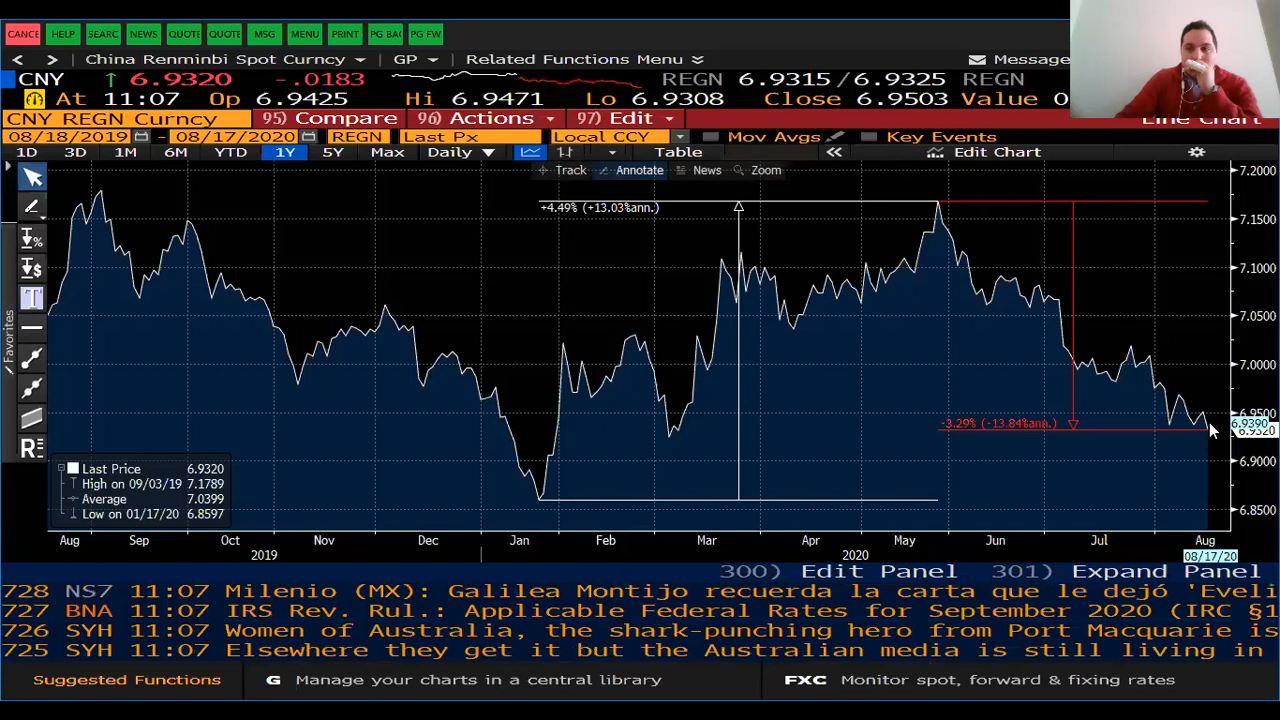 CANCE HELP SEARC NEWS QUOTE QUOTE MSG MENU PRINT PG BAC PG FW
< > China Renminbi Spot Curncy GP Related Functions Menu Message
CNY ↑ 6.9320 -.0183 REGN 6.9315/6.9325 REGN
At 11:07 Op 6.9425 Hi 6.9471 Lo 6.9308 Close 6.9503 Value 0
CNY REGN Curncy 95) Compare 96) Actions 97) Edit Line Chart
08/18/2019 - 08/17/2020 REGN Last Px Local CCY Mov Avgs Key Events
1D 3D 1M 6M YTD 1Y 5Y Max Daily ▼ Table « Edit Chart
Track Annotate News Zoom
+4.49% (+13.03%ann.)
-3.29% (-13.84%ann.)
7.2000
7.1500
7.1000
7.0500
7.0000
6.9500
6.9390
6.9320
6.9000
6.8500
Favorites
Last Price 6.9320
High on 09/03/19 7.1789
Average 7.0399
Low on 01/17/20 6.8597
Aug Sep Oct Nov Dec Jan Feb Mar Apr May Jun Jul Aug
2019 2020 08/17/20
300) Edit Panel 301) Expand Panel
728 NS7 11:07 Milenio (MX): Galilea Montijo recuerda la carta que le dejó 'Eveli
727 BNA 11:07 IRS Rev. Rul.: Applicable Federal Rates for September 2020 (IRC §1
726 SYH 11:07 Women of Australia, the shark-punching hero from Port Macquarie is
725 SYH 11:07 Elsewhere they get it but the Australian media is still living in
Suggested Functions G Manage your charts in a central library FXC Monitor spot, forward & fixing rates